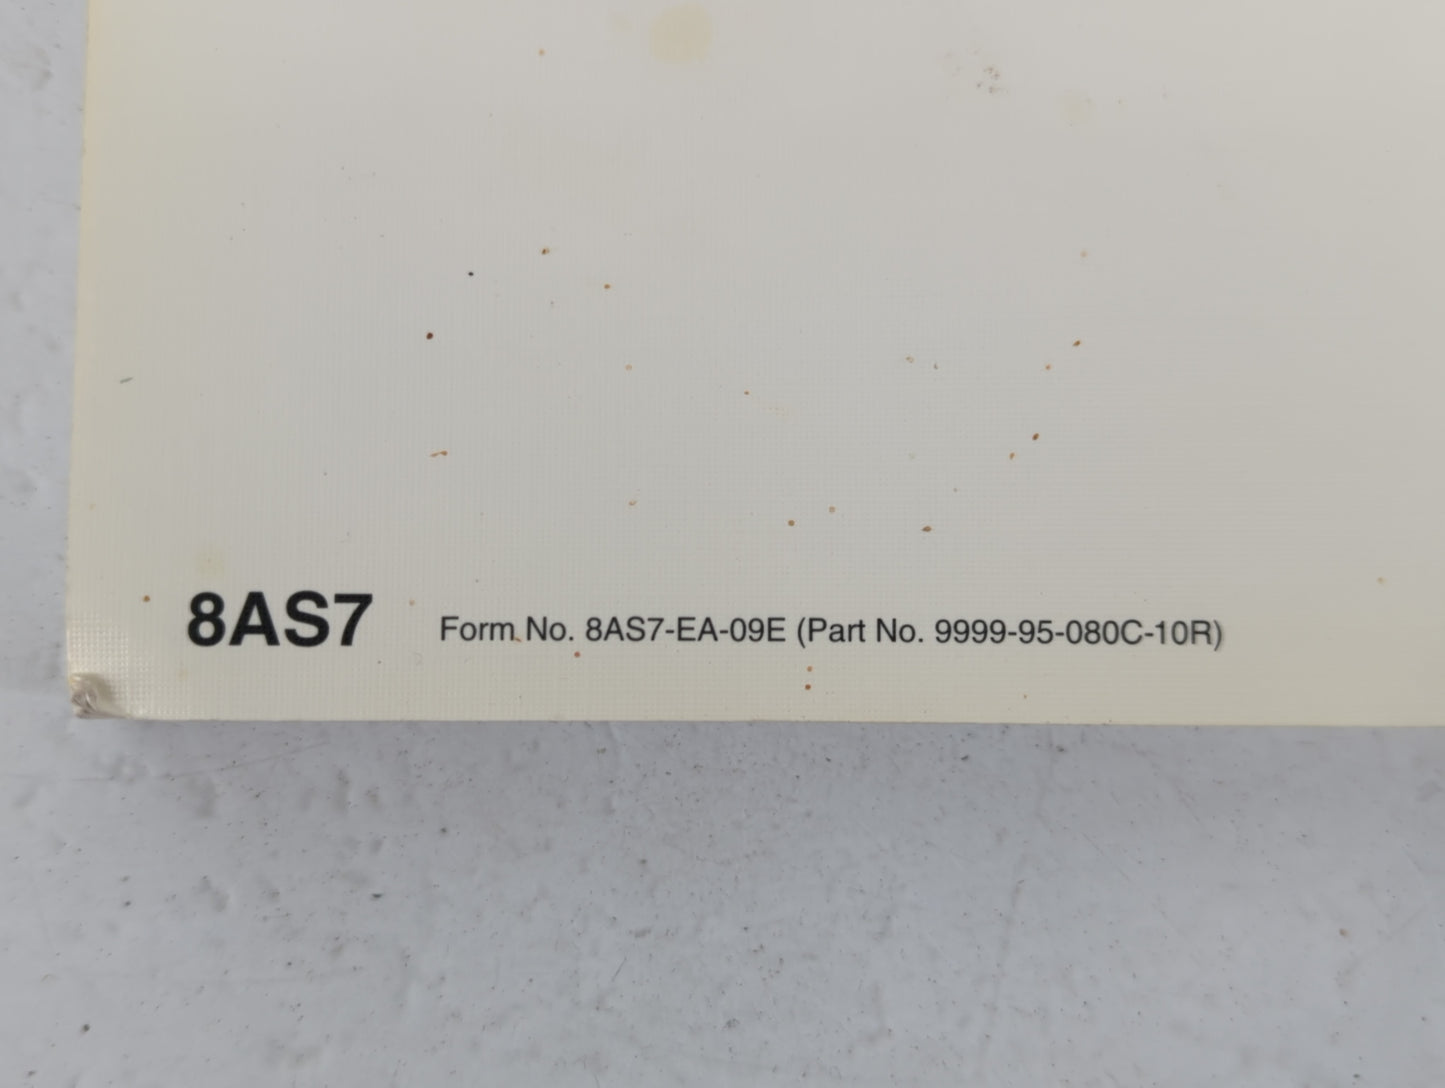 8AS7 Form No. 8AS7-EA-09E (Part No. 9999-95-080C-10R)